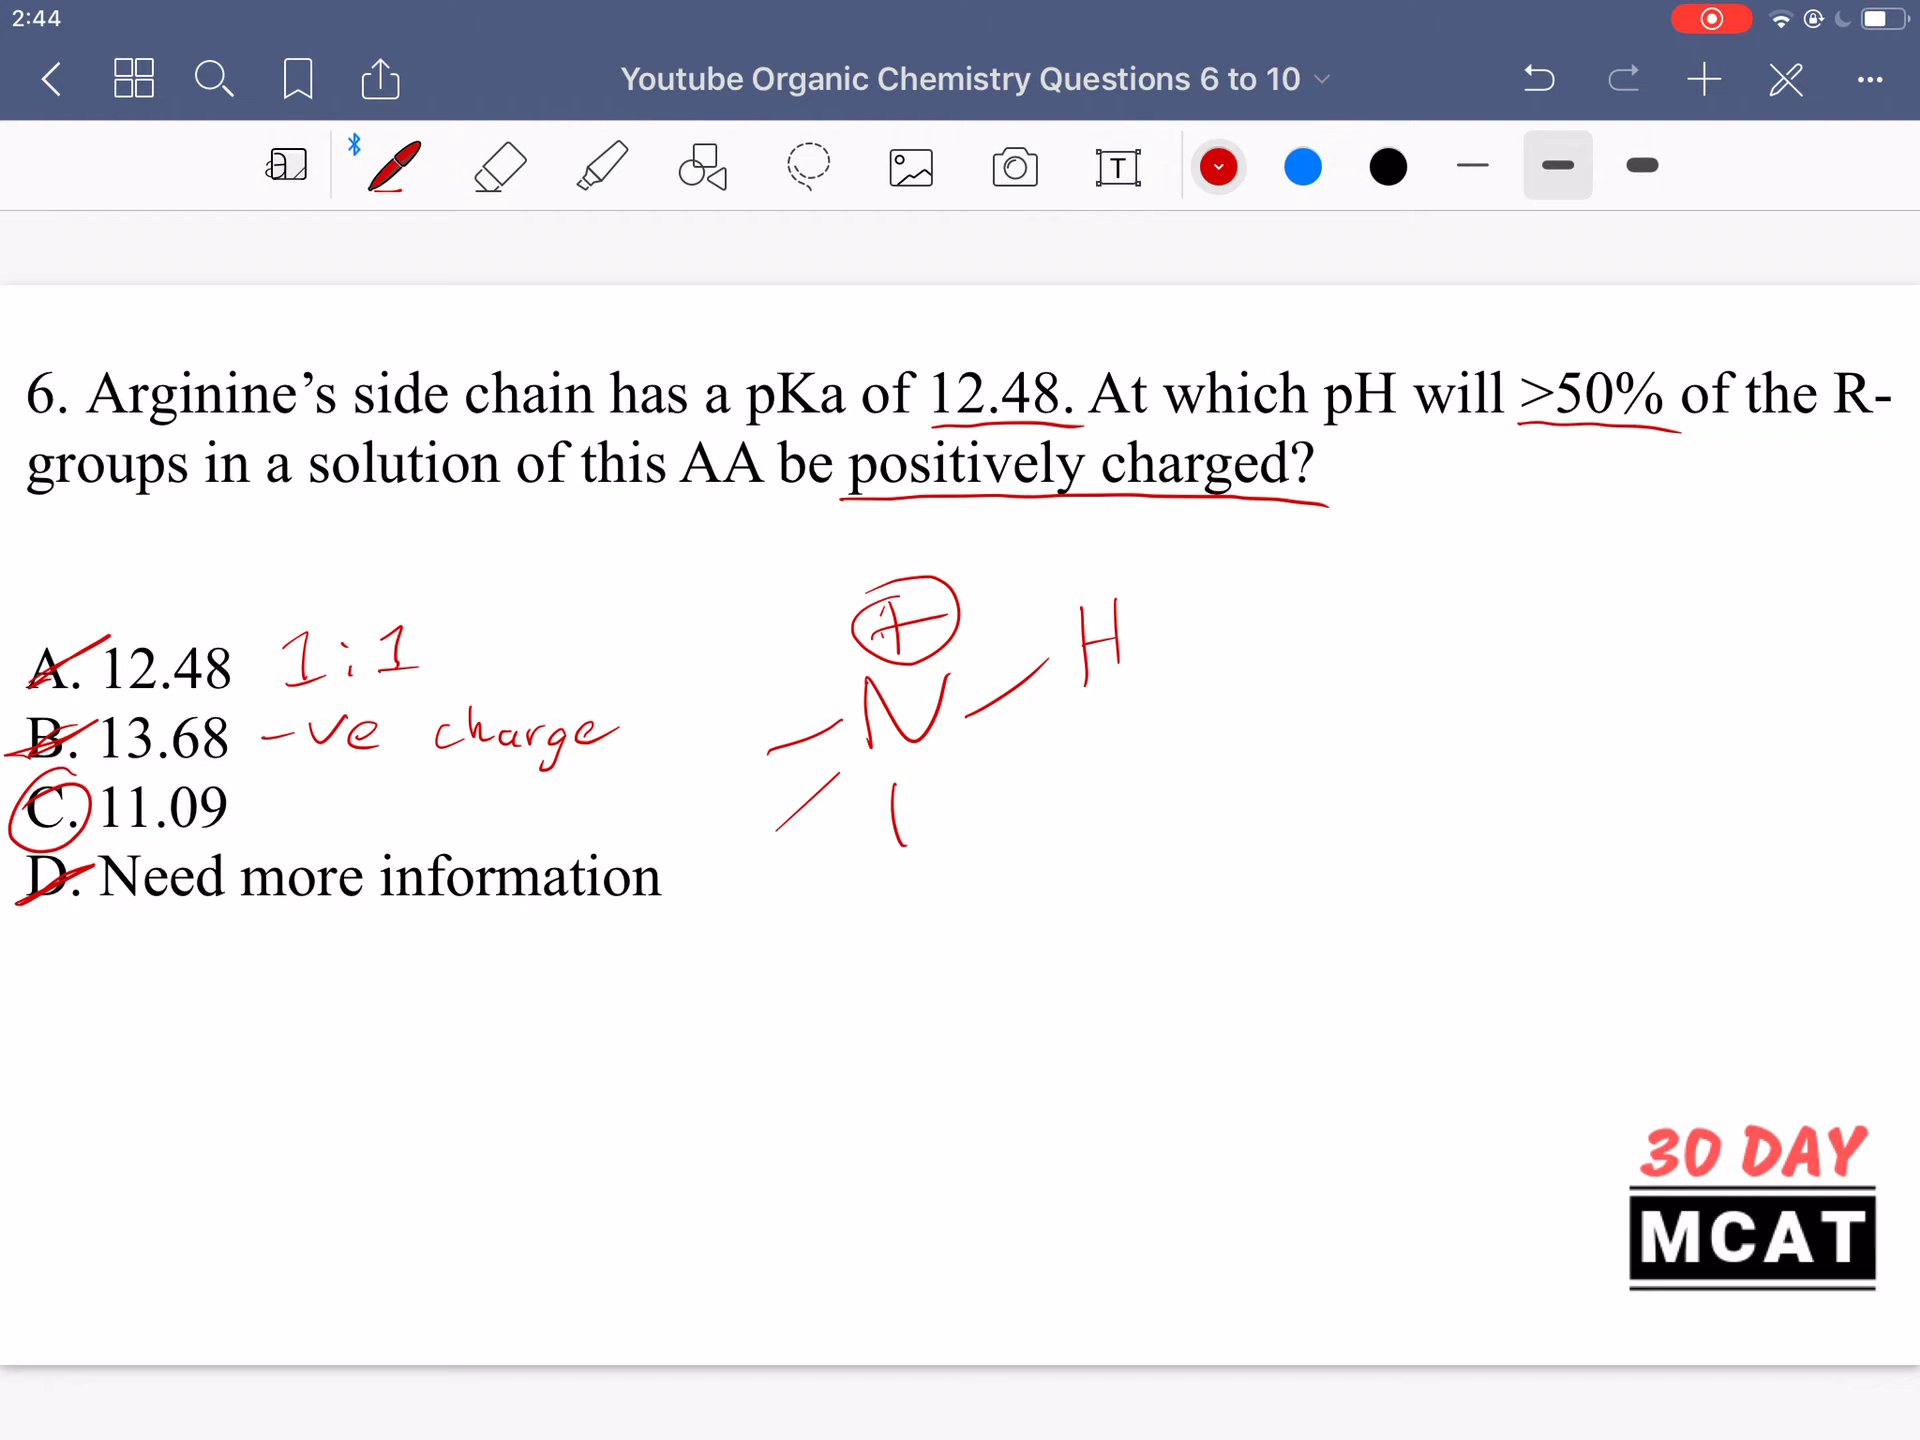 2:44
Youtube Organic Chemistry Questions 6 to 10
T
6. Arginine’s side chain has a pKa of 12.48. At which pH will >50% of the R-
groups in a solution of this AA be positively charged?
A. 12.48 1:1
B. 13.68 -ve charge
C. 11.09
D. Need more information
+
N H
30 DAY
MCAT